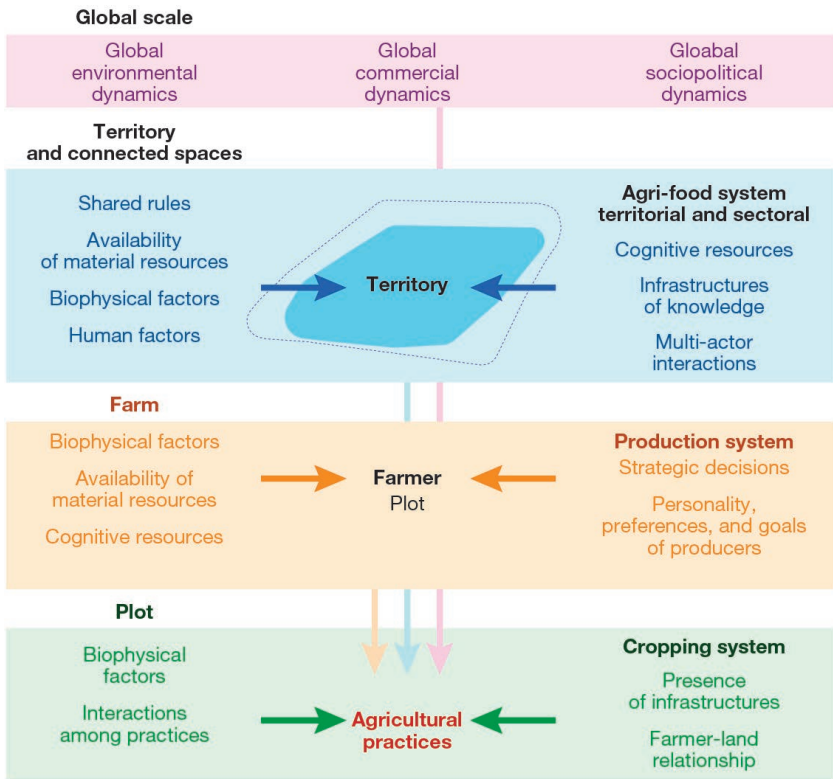 Global scale
Global
environmental
dynamics
Global
commercial
dynamics
Gloabal
sociopolitical
dynamics
Territory
and connected spaces
Shared rules
Availability
of material resources
Biophysical factors
Human factors
Territory
Agri-food system
territorial and sectoral
Cognitive resources
Infrastructures
of knowledge
Multi-actor
interactions
Farm
Biophysical factors
Availability of
material resources
Cognitive resources
Farmer
Plot
Production system
Strategic decisions
Personality,
preferences, and goals
of producers
Plot
Biophysical
factors
Interactions
among practices
Agricultural
practices
Cropping system
Presence
of infrastructures
Farmer-land
relationship